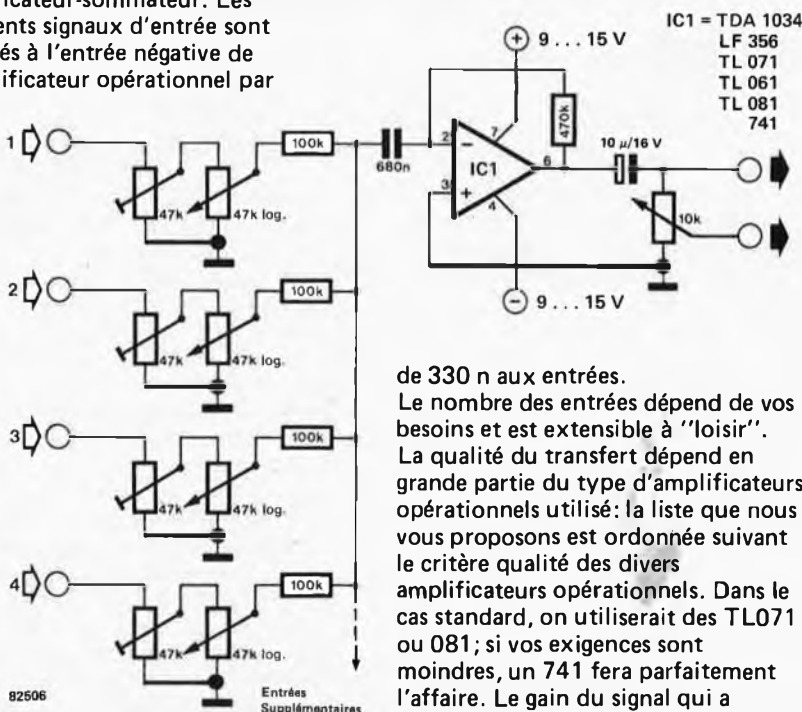 icateur-sommateur. Les
ents signaux d'entrée sont
és à l'entrée négative de
ificateur opérationnel par
IC1 = TDA 1034
LF 356
TL 071
TL 061
TL 081
741
+ 9 ... 15 V
470k
10 µ/16 V
680n
2 −
3 +
7
6
4
IC1
10k
− 9 ... 15 V
1
47k
47k log.
100k
2
47k
47k log.
100k
3
47k
47k log.
100k
4
47k
47k log.
100k
82506
Entrées
Supplémentaires
de 330 n aux entrées.
Le nombre des entrées dépend de vos
besoins et est extensible à ''loisir''.
La qualité du transfert dépend en
grande partie du type d'amplificateurs
opérationnels utilisé: la liste que nous
vous proposons est ordonnée suivant
le critère qualité des divers
amplificateurs opérationnels. Dans le
cas standard, on utiliserait des TL071
ou 081; si vos exigences sont
moindres, un 741 fera parfaitement
l'affaire. Le gain du signal qui a